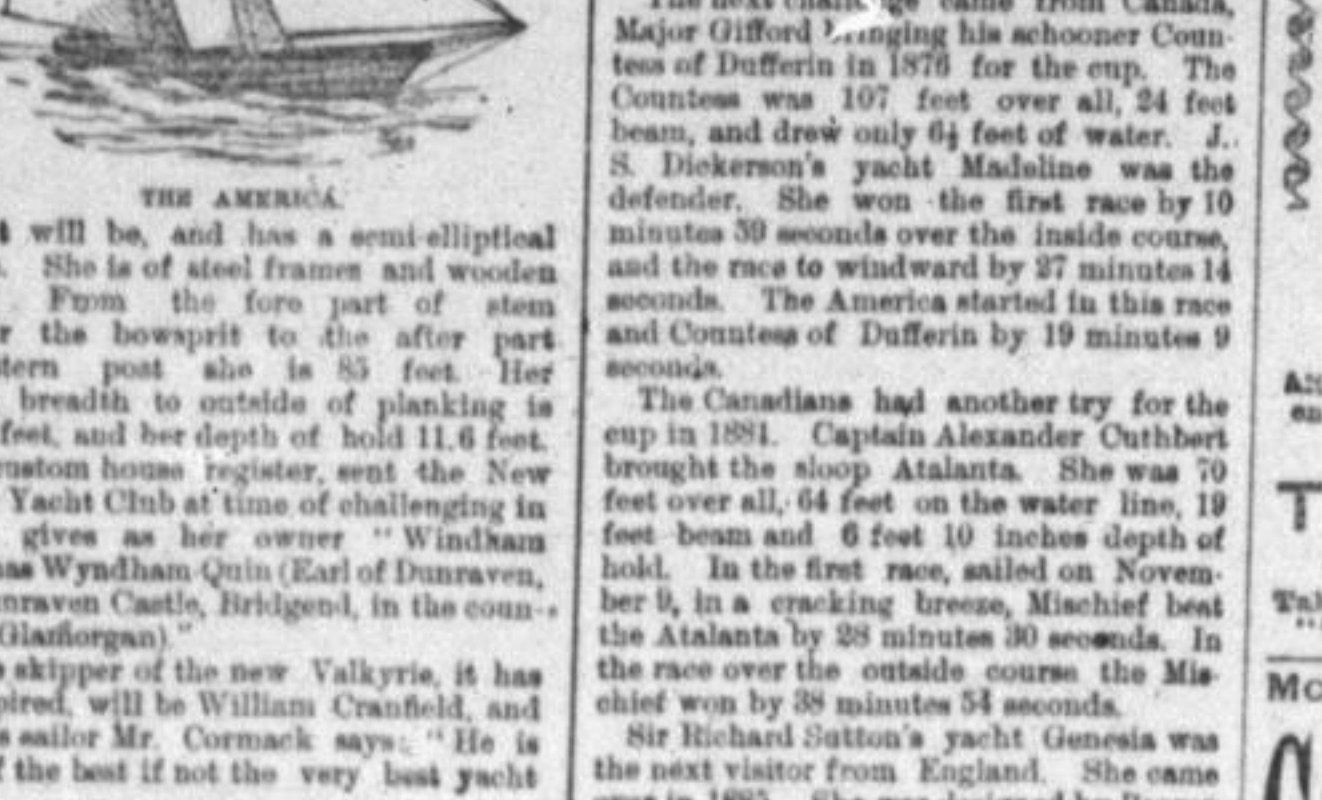 THE AMERICA.
will be, and has a semi-elliptical
She is of steel frames and wooden
From the fore part of stem
the bowsprit to the after part
post she is 85 feet. Her
breadth to outside of planking is
feet, and her depth of hold 11.6 feet.
house register, sent the New
Yacht Club at time of challenging in
gives as her owner "Windham
Wyndham-Quin (Earl of Dunraven,
Castle, Bridgend, in the coun-
Glamorgan)."
skipper of the new Valkyrie, it has
will be William Cranfield, and
sailor Mr. Cormack says: "He is
the best if not the very best yacht
The next challenge came from Canada,
Major Gifford bringing his schooner Coun-
tess of Dufferin in 1876 for the cup. The
Countess was 107 feet over all, 24 feet
beam, and drew only 6½ feet of water. J.
S. Dickerson's yacht Madeline was the
defender. She won the first race by 10
minutes 59 seconds over the inside course,
and the race to windward by 27 minutes 14
seconds. The America started in this race
and Countess of Dufferin by 19 minutes 9
seconds.
The Canadians had another try for the
cup in 1881. Captain Alexander Cuthbert
brought the sloop Atalanta. She was 70
feet over all, 64 feet on the water line, 19
feet beam and 6 feet 10 inches depth of
hold. In the first race, sailed on Novem-
ber 9, in a cracking breeze, Mischief beat
the Atalanta by 28 minutes 30 seconds. In
the race over the outside course the Mis-
chief won by 38 minutes 54 seconds.
Sir Richard Sutton's yacht Genesia was
the next visitor from England. She came